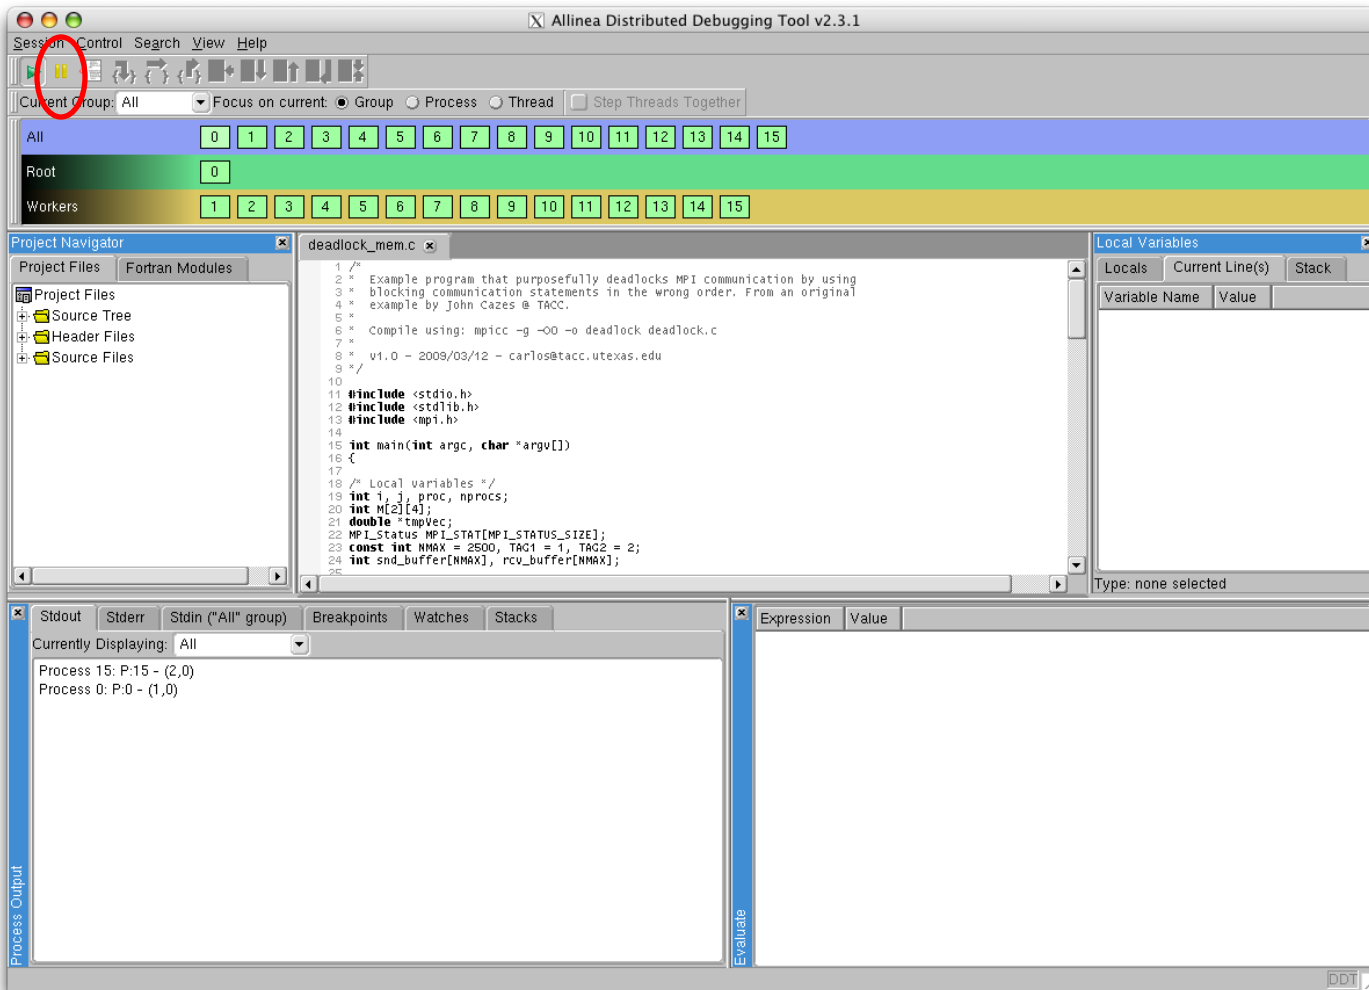 Allinea Distributed Debugging Tool v2.3.1
Session Control Search View Help
Current Group: All Focus on current: Group Process Thread Step Threads Together
All 0 1 2 3 4 5 6 7 8 9 10 11 12 13 14 15
Root 0
Workers 1 2 3 4 5 6 7 8 9 10 11 12 13 14 15
Project Navigator
Project Files Fortran Modules
Project Files
Source Tree
Header Files
Source Files
deadlock_mem.c
1 /*
2 * Example program that purposefully deadlocks MPI communication by using
3 * blocking communication statements in the wrong order. From an original
4 * example by John Cazes @ TACC.
5 *
6 * Compile using: mpicc -g -O0 -o deadlock deadlock.c
7 *
8 * v1.0 - 2009/03/12 - carlos@tacc.utexas.edu
9 */
10
11 #include <stdio.h>
12 #include <stdlib.h>
13 #include <mpi.h>
14
15 int main(int argc, char *argv[])
16 {
17
18 /* Local variables */
19 int i, j, proc, nprocs;
20 int M[2][4];
21 double *tmpVec;
22 MPI_Status MPI_STAT[MPI_STATUS_SIZE];
23 const int NMAX = 2500, TAG1 = 1, TAG2 = 2;
24 int snd_buffer[NMAX], rcv_buffer[NMAX];
25
Local Variables
Locals Current Line(s) Stack
Variable Name Value
Type: none selected
Stdout Stderr Stdin ("All" group) Breakpoints Watches Stacks
Currently Displaying: All
Process 15: P:15 - (2,0)
Process 0: P:0 - (1,0)
Process Output
Expression Value
Evaluate
DDT